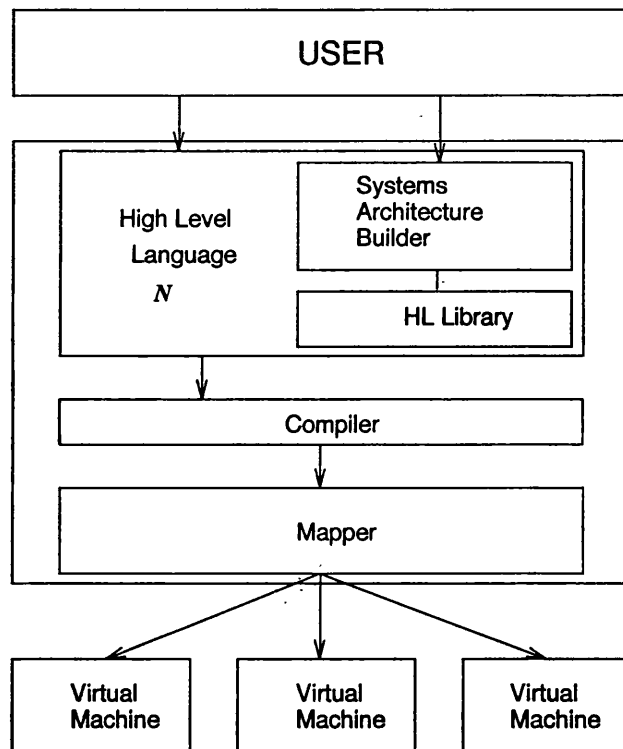 USER
High Level
Language
N
Systems
Architecture
Builder
HL Library
Compiler
Mapper
Virtual
Machine
Virtual
Machine
Virtual
Machine